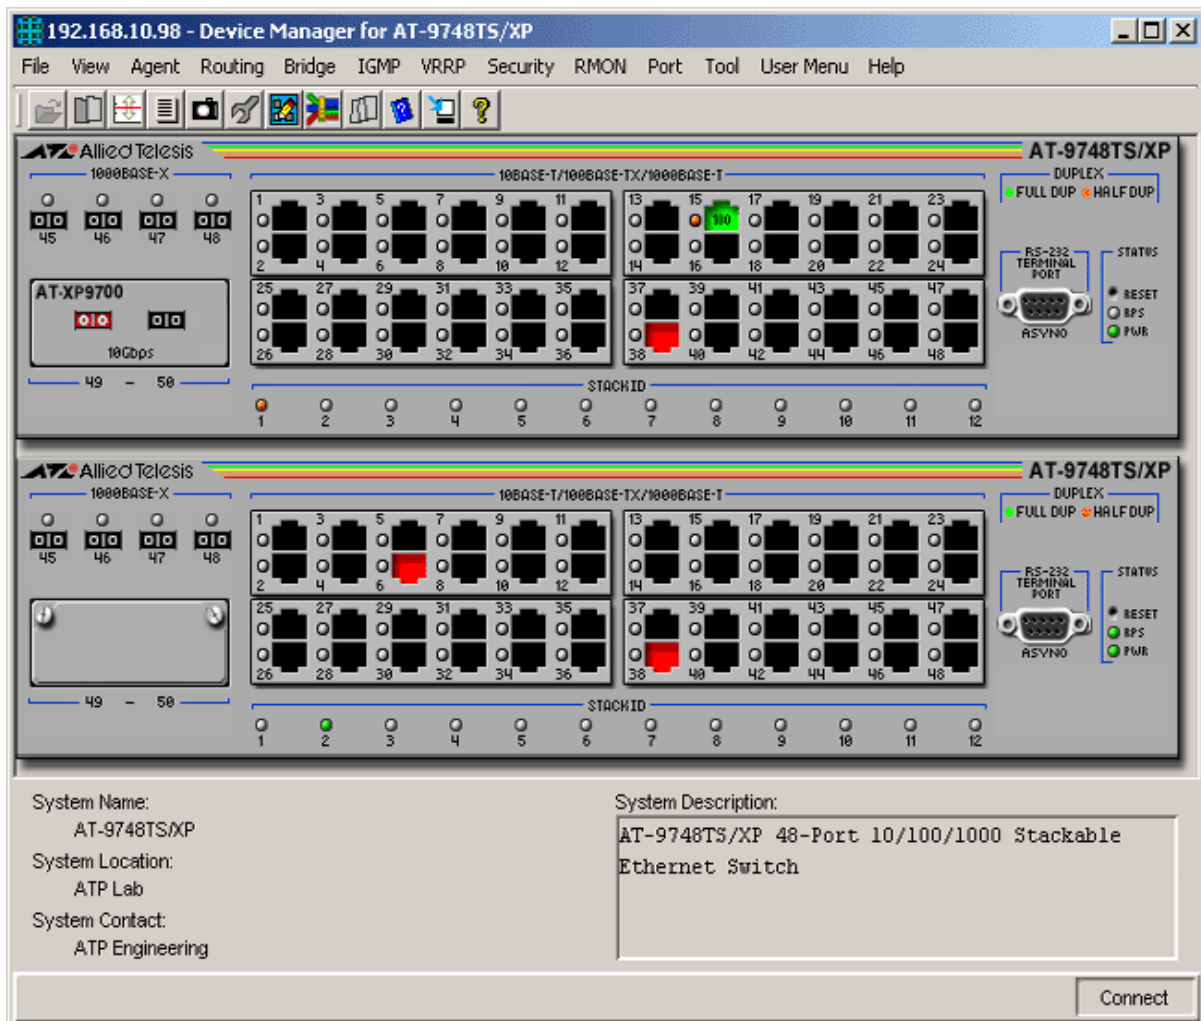 192.168.10.98 - Device Manager for AT-9748TS/XP
File View Agent Routing Bridge IGMP VRRP Security RMON Port Tool User Menu Help
Allied Telesis AT-9748TS/XP
1000BASE-X 10BASE-T/100BASE-TX/1000BASE-T DUPLEX
FULL DUP HALF DUP
1 3 5 7 9 11 13 15 17 19 21 23
100
45 46 47 48
2 4 6 8 10 12 14 16 18 20 22 24
RS-232 TERMINAL PORT
STATUS
RESET
RPS
PWR
ASYNO
AT-XP9700
10Gbps
25 27 29 31 33 35 37 39 41 43 45 47
26 28 30 32 34 36 38 40 42 44 46 48
49 - 50
STACK ID
1 2 3 4 5 6 7 8 9 10 11 12
Allied Telesis AT-9748TS/XP
1000BASE-X 10BASE-T/100BASE-TX/1000BASE-T DUPLEX
FULL DUP HALF DUP
1 3 5 7 9 11 13 15 17 19 21 23
45 46 47 48
2 4 6 8 10 12 14 16 18 20 22 24
RS-232 TERMINAL PORT
STATUS
RESET
RPS
PWR
ASYNO
25 27 29 31 33 35 37 39 41 43 45 47
26 28 30 32 34 36 38 40 42 44 46 48
49 - 50
STACK ID
1 2 3 4 5 6 7 8 9 10 11 12
System Name:
AT-9748TS/XP
System Location:
ATP Lab
System Contact:
ATP Engineering
System Description:
AT-9748TS/XP 48-Port 10/100/1000 Stackable
Ethernet Switch
Connect